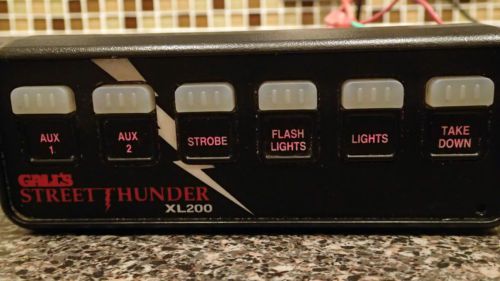 AUX
1
AUX
2
STROBE
FLASH
LIGHTS
LIGHTS
TAKE
DOWN
GALL'S
STREET THUNDER
XL200